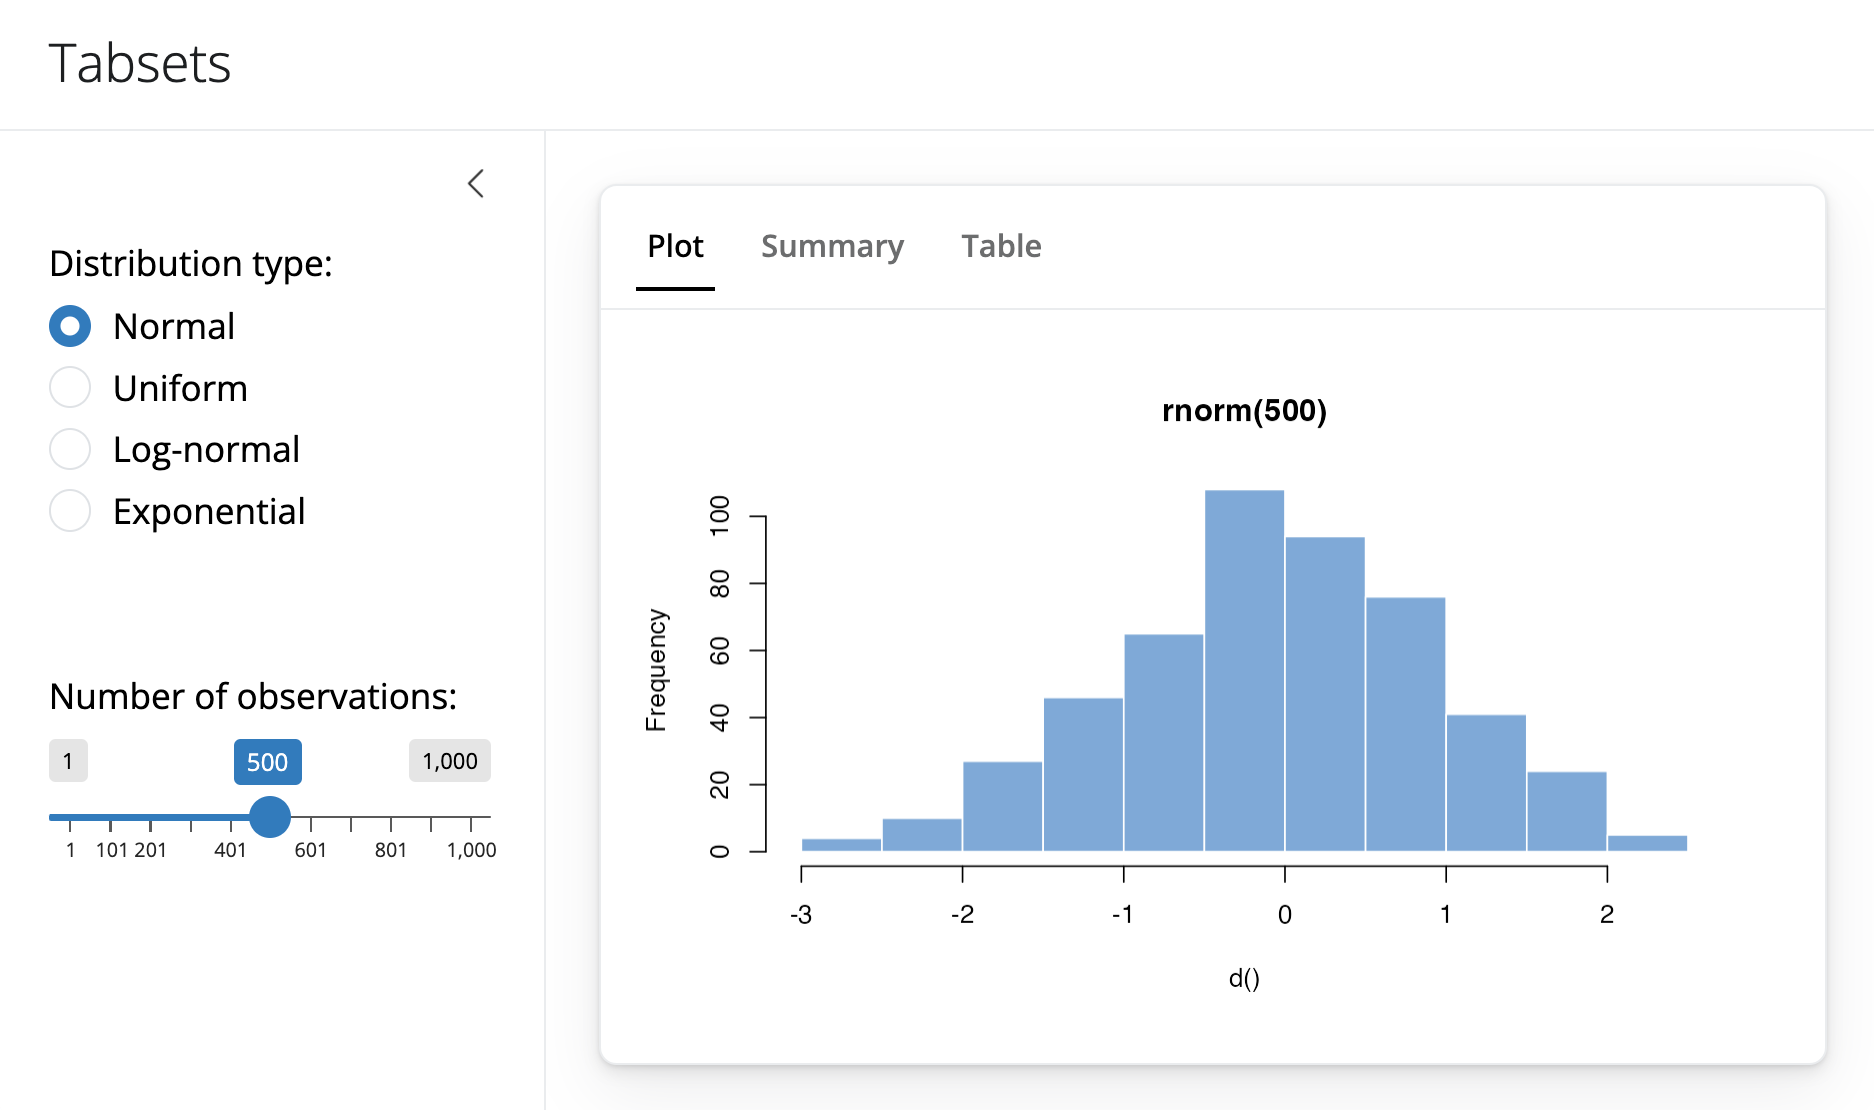 Tabsets
Distribution type:
Normal
Uniform
Log-normal
Exponential
Number of observations:
1 500 1,000
1 101 201 401 601 801 1,000
Plot Summary Table
rnorm(500)
Frequency
100
80
60
40
20
0
-3 -2 -1 0 1 2
d()